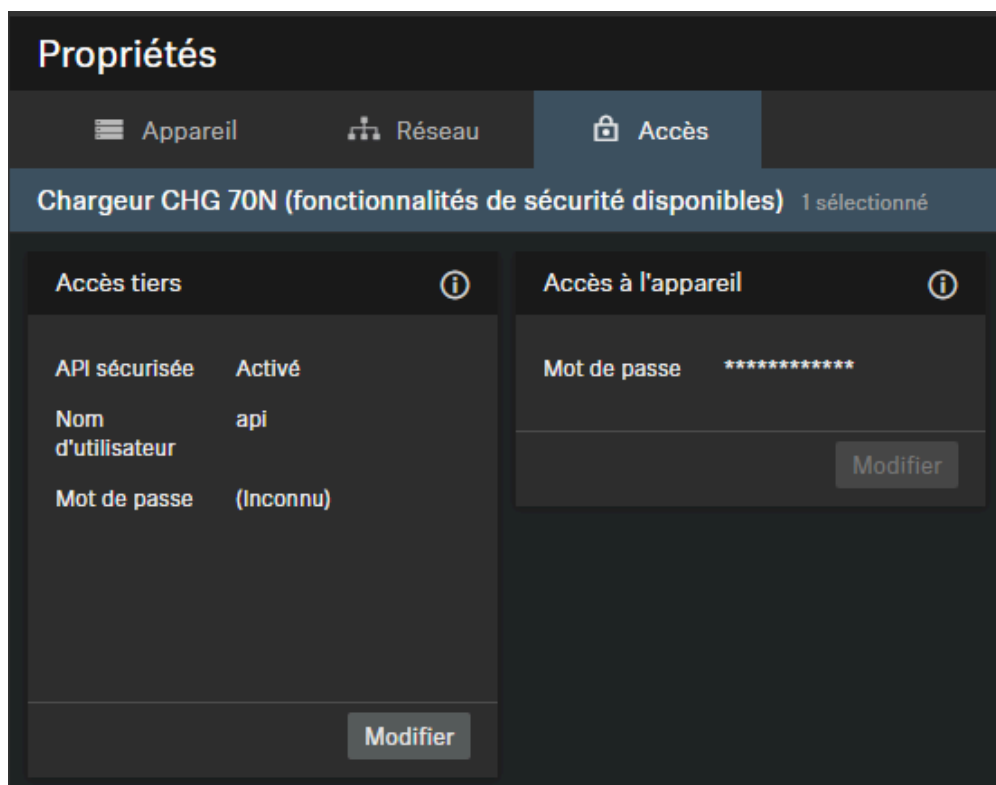 Propriétés
Appareil
Réseau
Accès
Chargeur CHG 70N (fonctionnalités de sécurité disponibles) 1 sélectionné
Accès tiers
API sécurisée Activé
Nom d'utilisateur api
Mot de passe (Inconnu)
Modifier
Accès à l'appareil
Mot de passe ************
Modifier